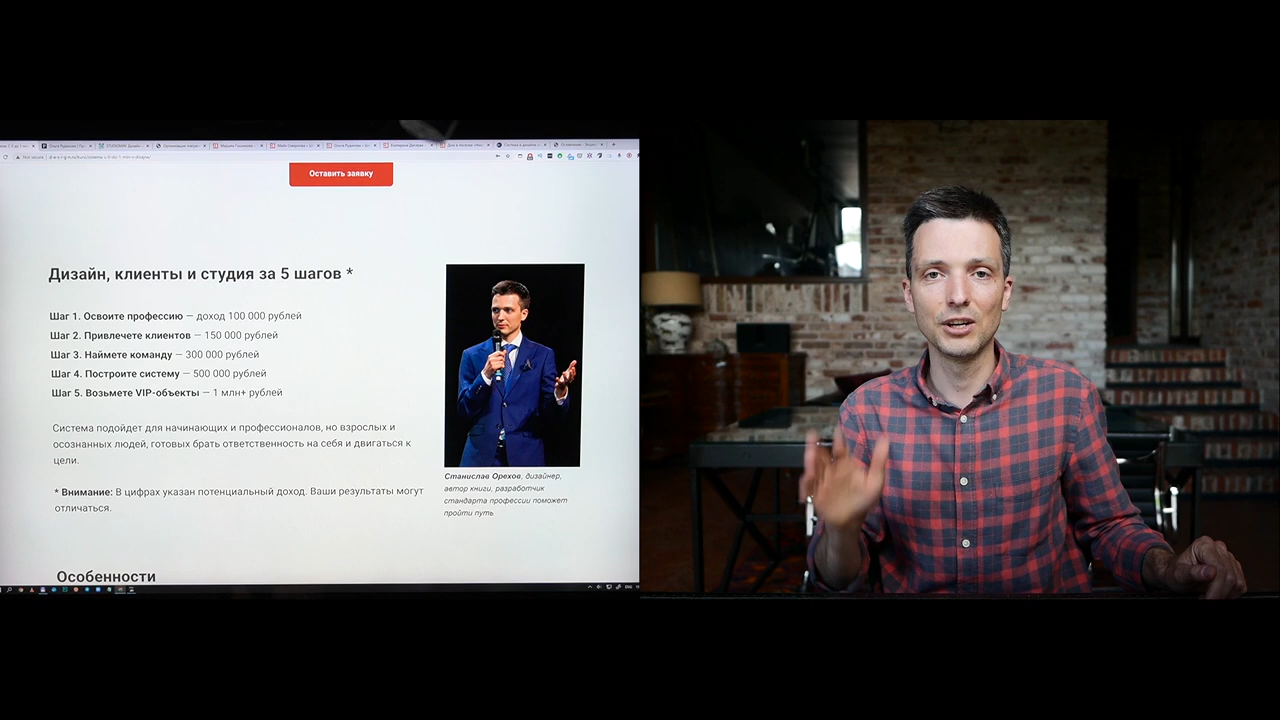 Оставить заявку
Дизайн, клиенты и студия за 5 шагов *
Шаг 1. Освоите профессию — доход 100 000 рублей
Шаг 2. Привлечете клиентов — 150 000 рублей
Шаг 3. Наймете команду — 300 000 рублей
Шаг 4. Построите систему — 500 000 рублей
Шаг 5. Возьмете VIP-объекты — 1 млн+ рублей
Система подойдет для начинающих и профессионалов, но взрослых и
осознанных людей, готовых брать ответственность на себя и двигаться к
цели.
* Внимание: В цифрах указан потенциальный доход. Ваши результаты могут
отличаться.
Станислав Орехов, дизайнер,
автор книги, разработчик
стандарта профессии поможет
пройти путь
Особенности